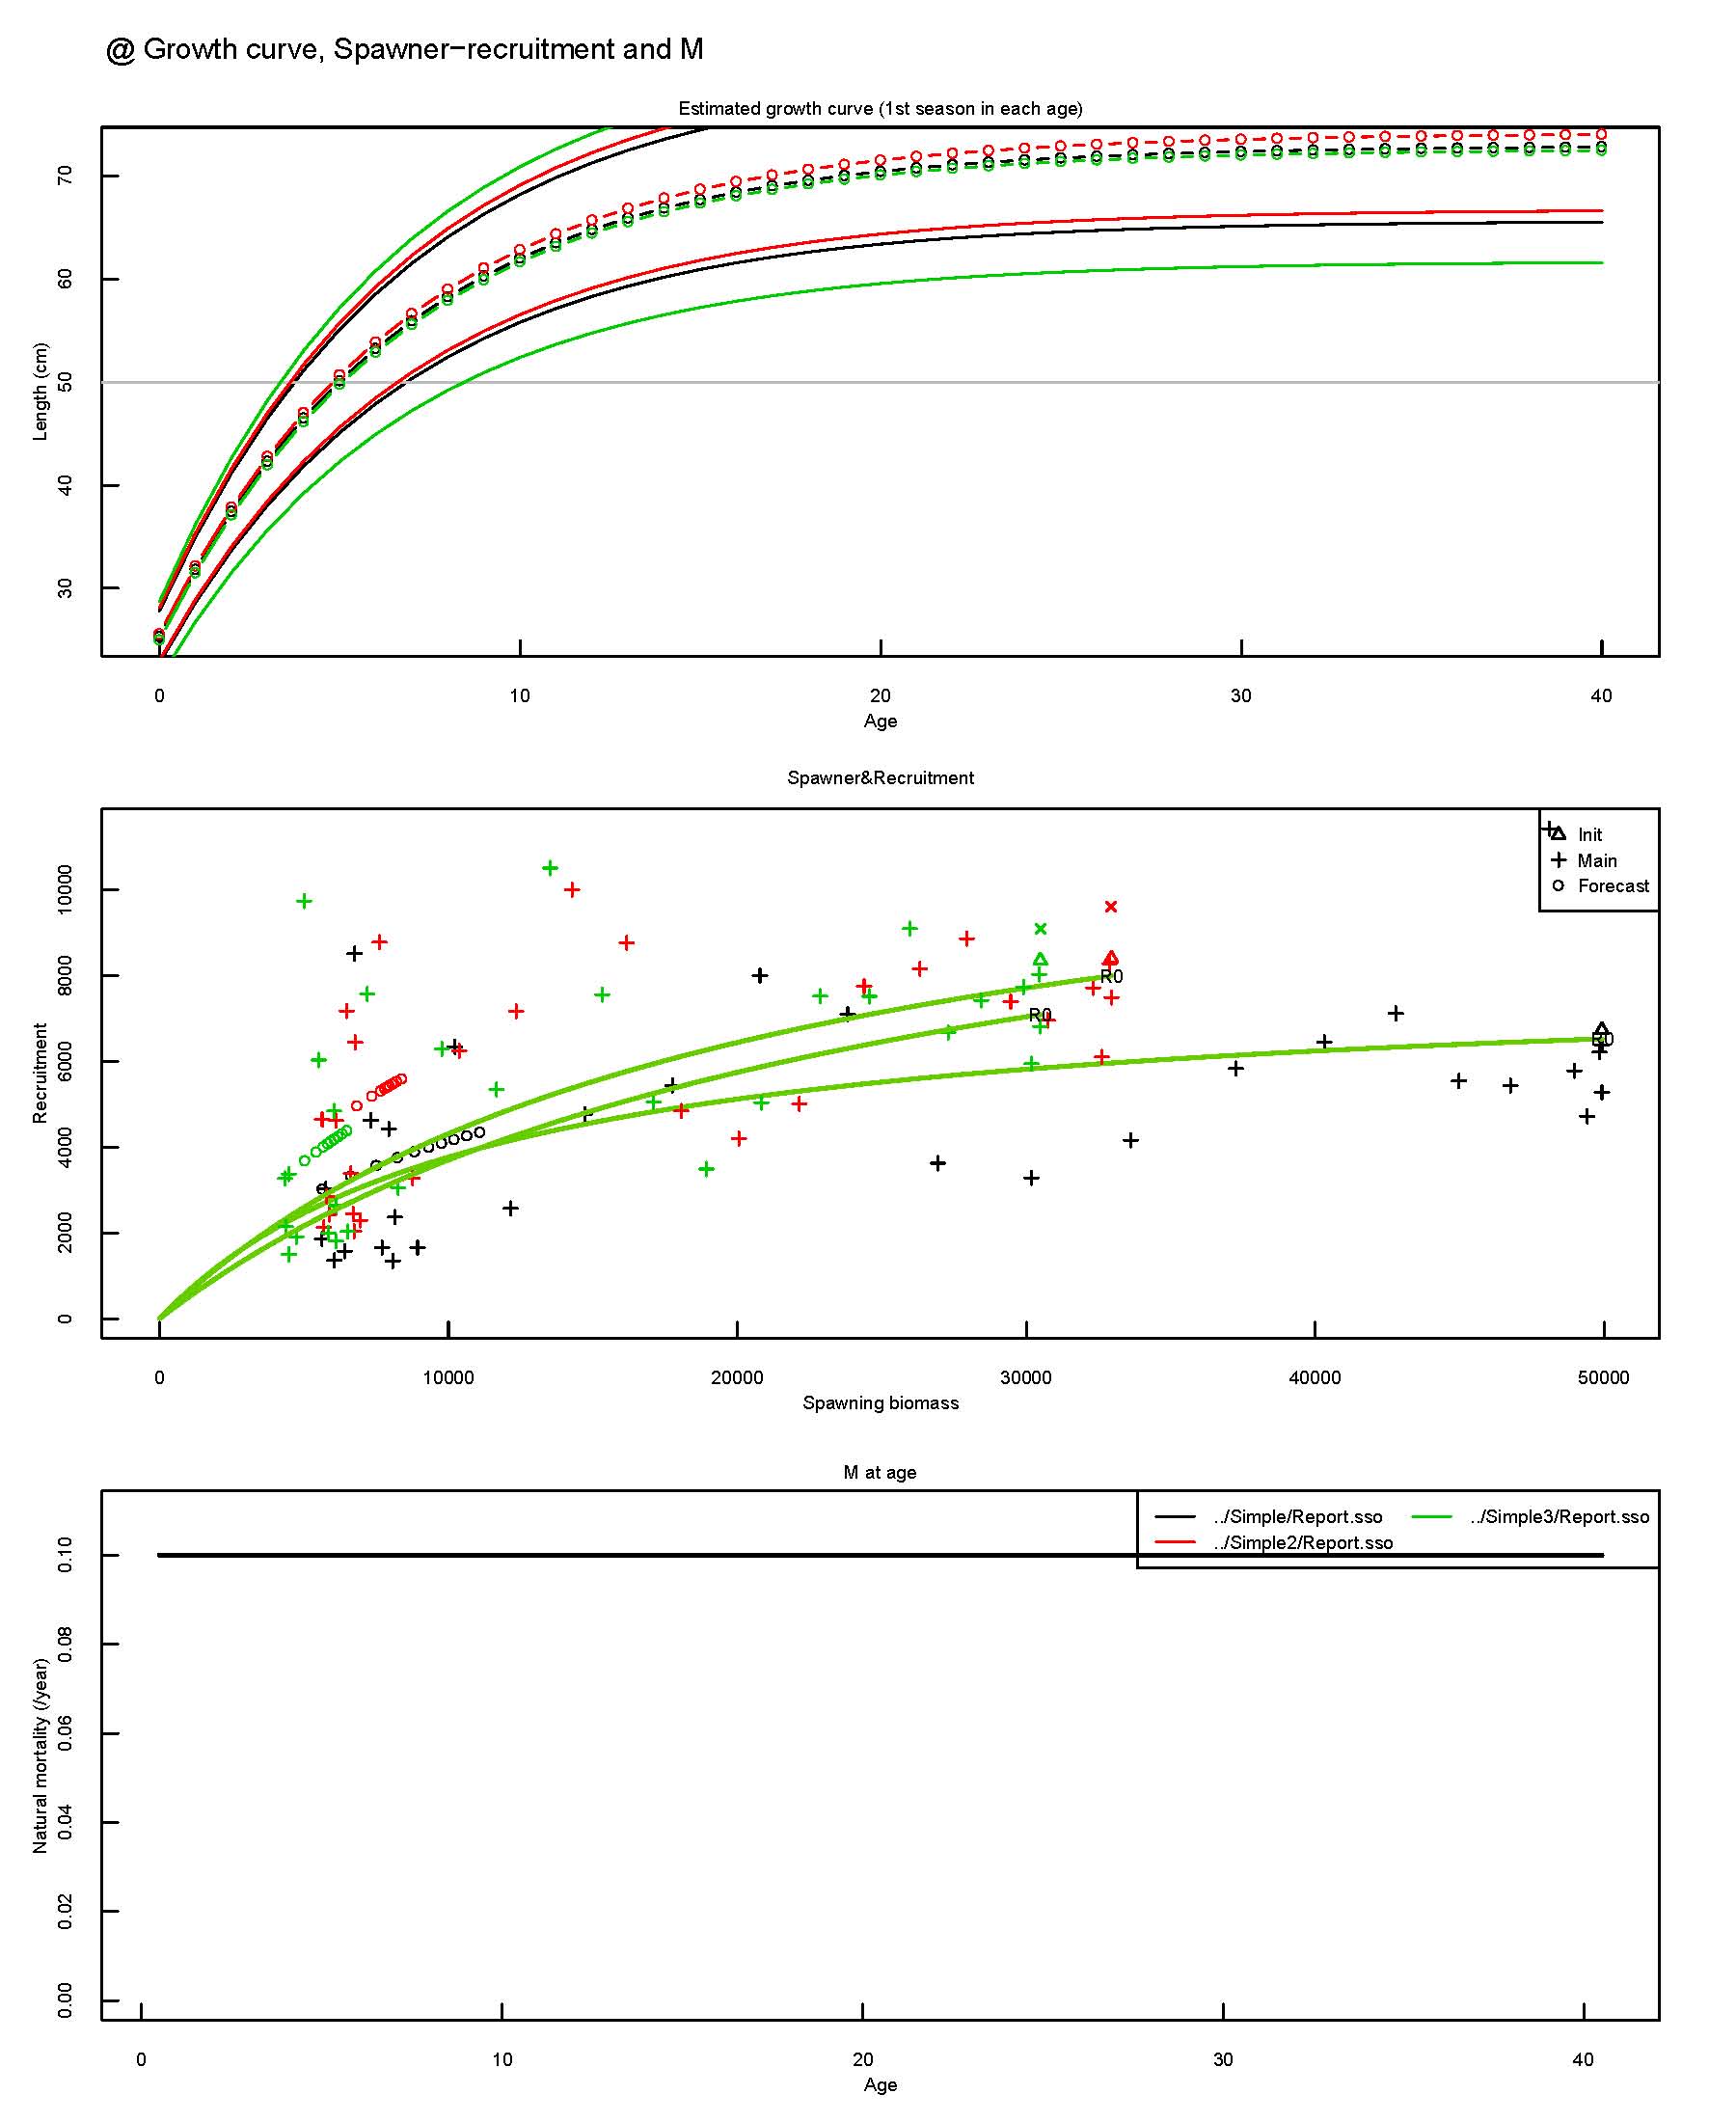 @ Growth curve, Spawner−recruitment and M
Estimated growth curve (1st season in each age)
Length (cm)
70
60
50
40
30
0 10 20 30 40
Age
Spawner&Recruitment
Init
Main
Forecast
Recruitment
10000
8000
6000
4000
2000
0
R0
R0
R0
0 10000 20000 30000 40000 50000
Spawning biomass
M at age
../Simple/Report.sso ../Simple3/Report.sso
../Simple2/Report.sso
Natural mortality (/year)
0.10
0.08
0.06
0.04
0.02
0.00
0 10 20 30 40
Age